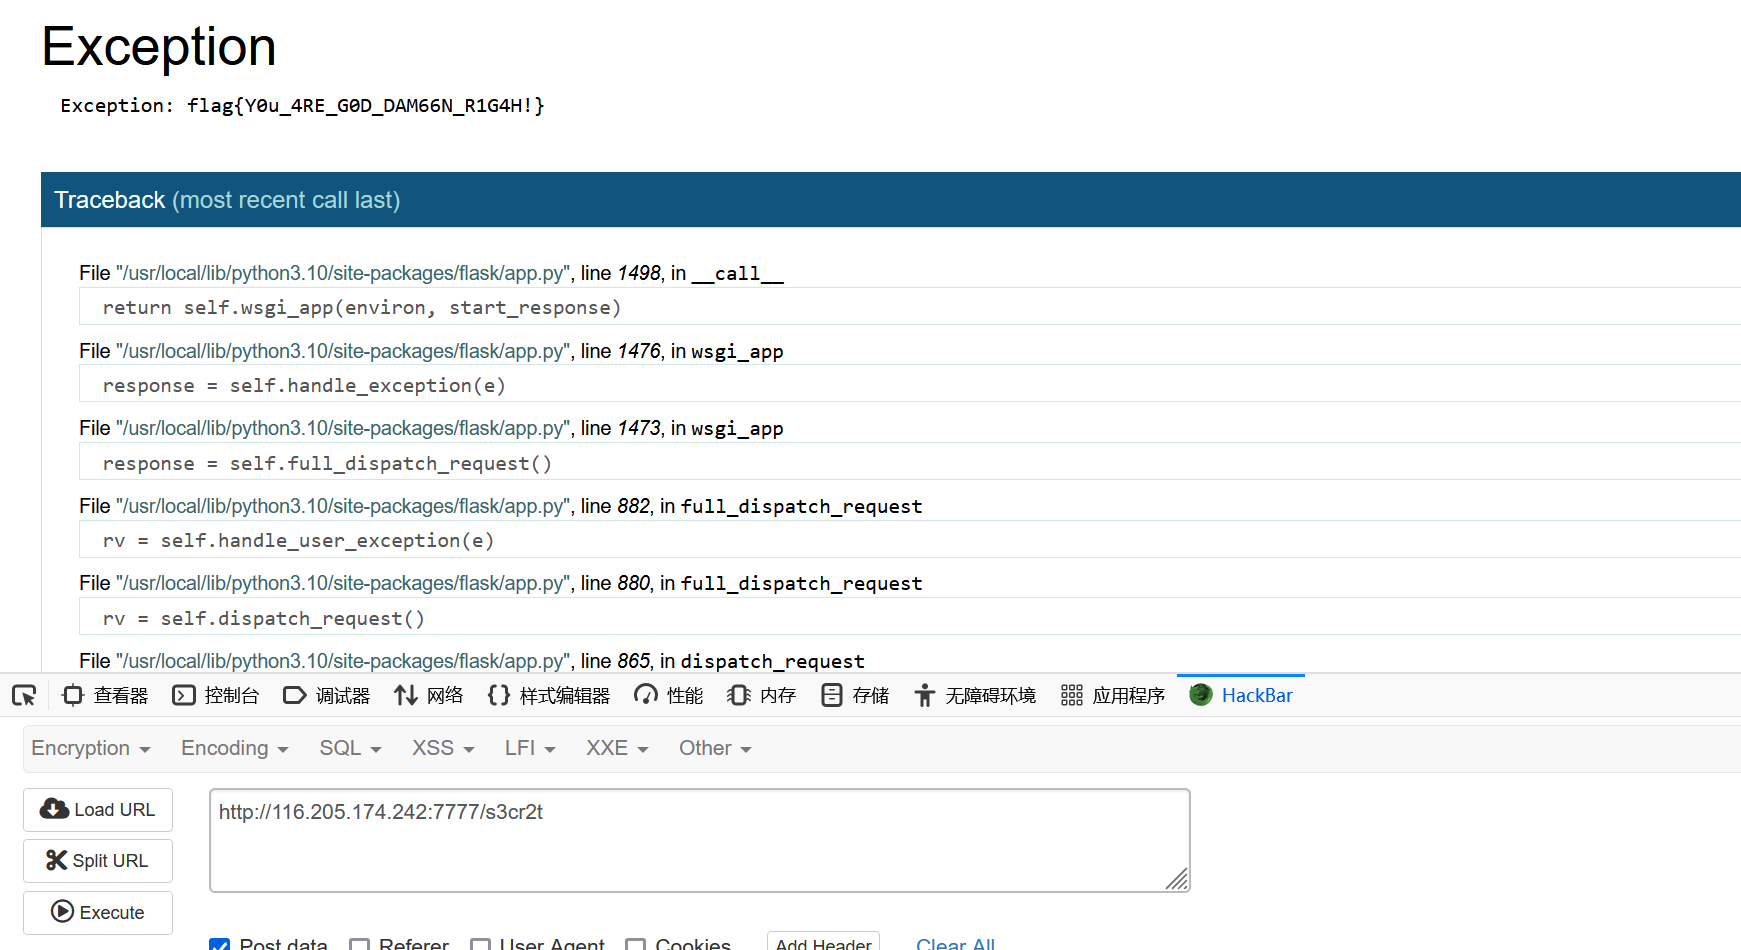 Exception
Exception: flag{Y0u_4RE_G0D_DAM66N_R1G4H!}
Traceback (most recent call last)
File "/usr/local/lib/python3.10/site-packages/flask/app.py", line 1498, in __call__
return self.wsgi_app(environ, start_response)
File "/usr/local/lib/python3.10/site-packages/flask/app.py", line 1476, in wsgi_app
response = self.handle_exception(e)
File "/usr/local/lib/python3.10/site-packages/flask/app.py", line 1473, in wsgi_app
response = self.full_dispatch_request()
File "/usr/local/lib/python3.10/site-packages/flask/app.py", line 882, in full_dispatch_request
rv = self.handle_user_exception(e)
File "/usr/local/lib/python3.10/site-packages/flask/app.py", line 880, in full_dispatch_request
rv = self.dispatch_request()
File "/usr/local/lib/python3.10/site-packages/flask/app.py", line 865, in dispatch_request
查看器 控制台 调试器 网络 样式编辑器 性能 内存 存储 无障碍环境 应用程序 HackBar
Encryption Encoding SQL XSS LFI XXE Other
Load URL
http://116.205.174.242:7777/s3cr2t
Split URL
Execute
Post data Referer User Agent Cookies Add Header Clear All